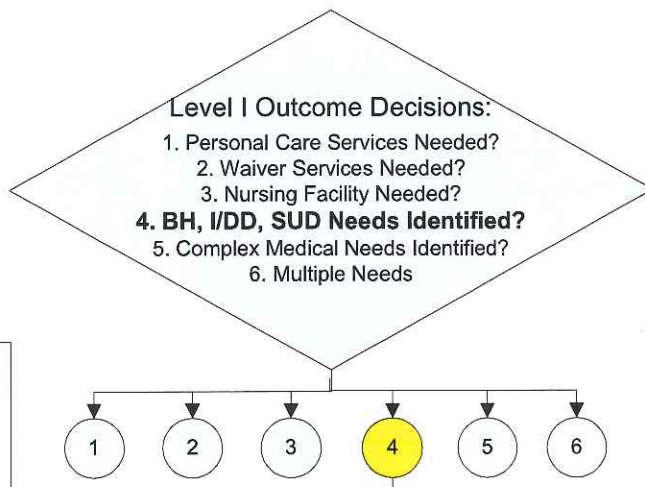 Level I Outcome Decisions:
1. Personal Care Services Needed?
2. Waiver Services Needed?
3. Nursing Facility Needed?
4. BH, I/DD, SUD Needs Identified?
5. Complex Medical Needs Identified?
6. Multiple Needs
1 2 3 4 5 6